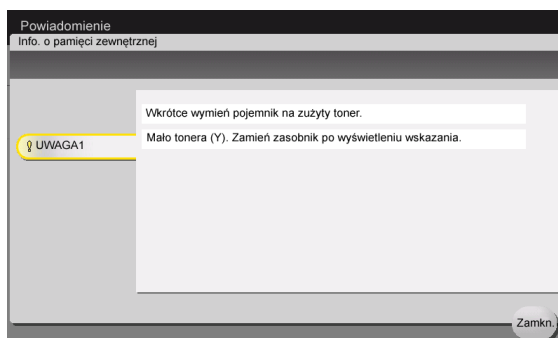 Powiadomienie
Info. o pamięci zewnętrznej
Wkrótce wymień pojemnik na zużyty toner.
UWAGA1
Mało tonera (Y). Zamień zasobnik po wyświetleniu wskazania.
Zamkn.